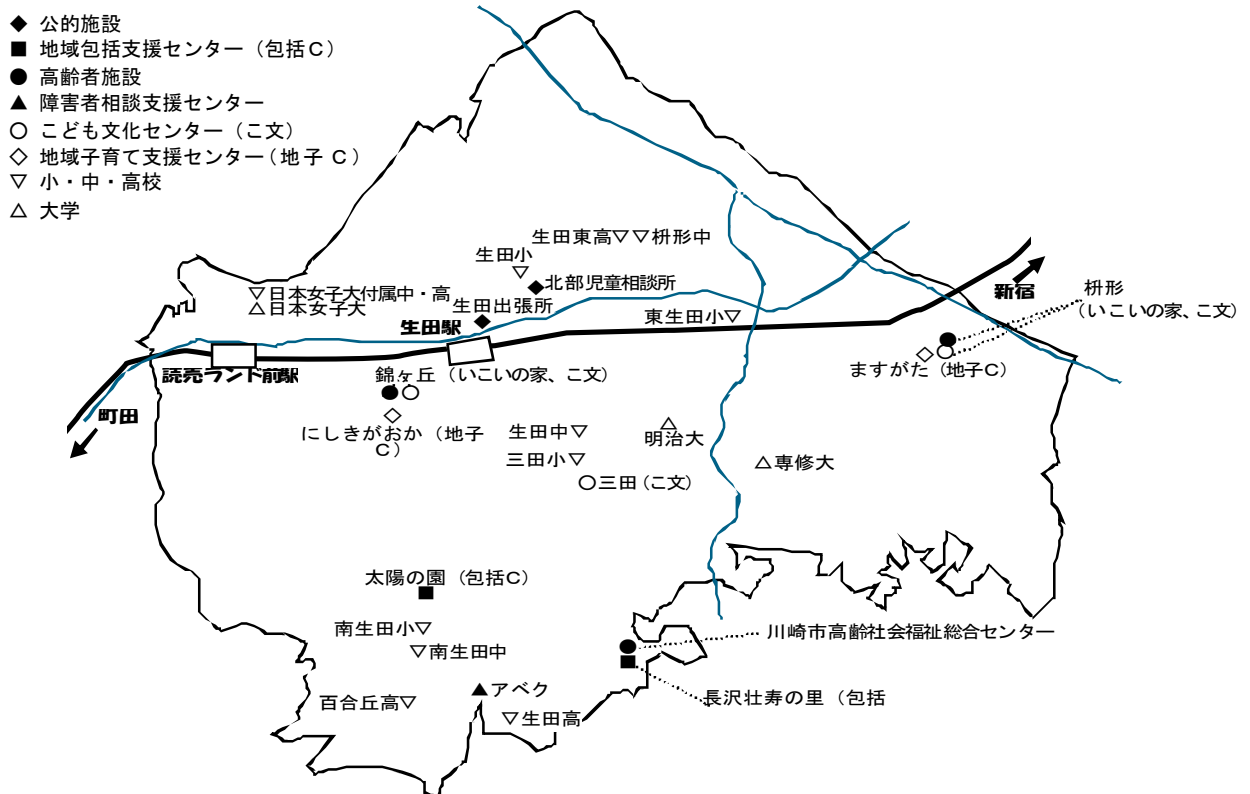 ◆ 公的施設
■ 地域包括支援センター（包括Ｃ）
● 高齢者施設
▲ 障害者相談支援センター
○ こども文化センター（こ文）
◇ 地域子育て支援センター（地子 Ｃ）
▽ 小・中・高校
△ 大学
生田東高▽▽枡形中
生田小
▽
◆北部児童相談所
▽日本女子大付属中・高
△日本女子大
生田出張所
◆
生田駅
東生田小▽
新宿
枡形
（いこいの家、こ文）
●
◇○
ますがた（地子Ｃ）
読売ランド前駅
町田
錦ヶ丘（いこいの家、こ文）
●○
◇
にしきがおか（地子
Ｃ）
生田中▽
三田小▽
○三田（こ文）
△
明治大
△専修大
太陽の園（包括Ｃ）
■
南生田小▽
▽南生田中
百合丘高▽
▲アベク
▽生田高
●
■
川崎市高齢社会福祉総合センター
長沢壮寿の里（包括